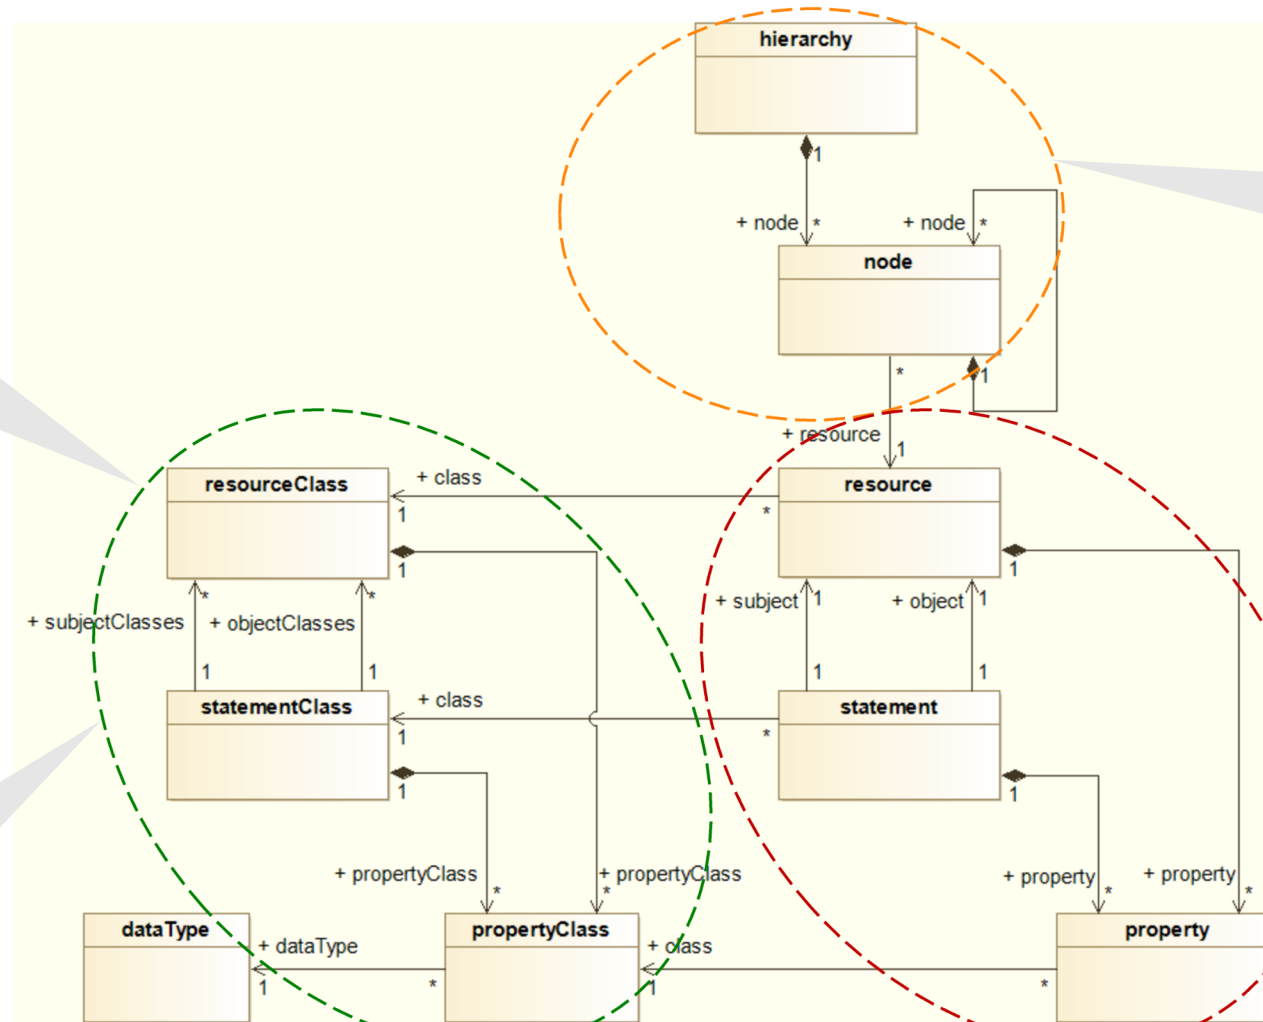 hierarchy
1
+ node * + node *
node
* 1
+ resource 1
resourceClass + class resource
1 *
1 1
* * + subject 1 + object 1
+ subjectClasses + objectClasses
1 1 1 1
statementClass + class statement
1 *
1 1
+ propertyClass * + propertyClass * + property * + property *
dataType propertyClass property
+ dataType + class
1 * 1 *